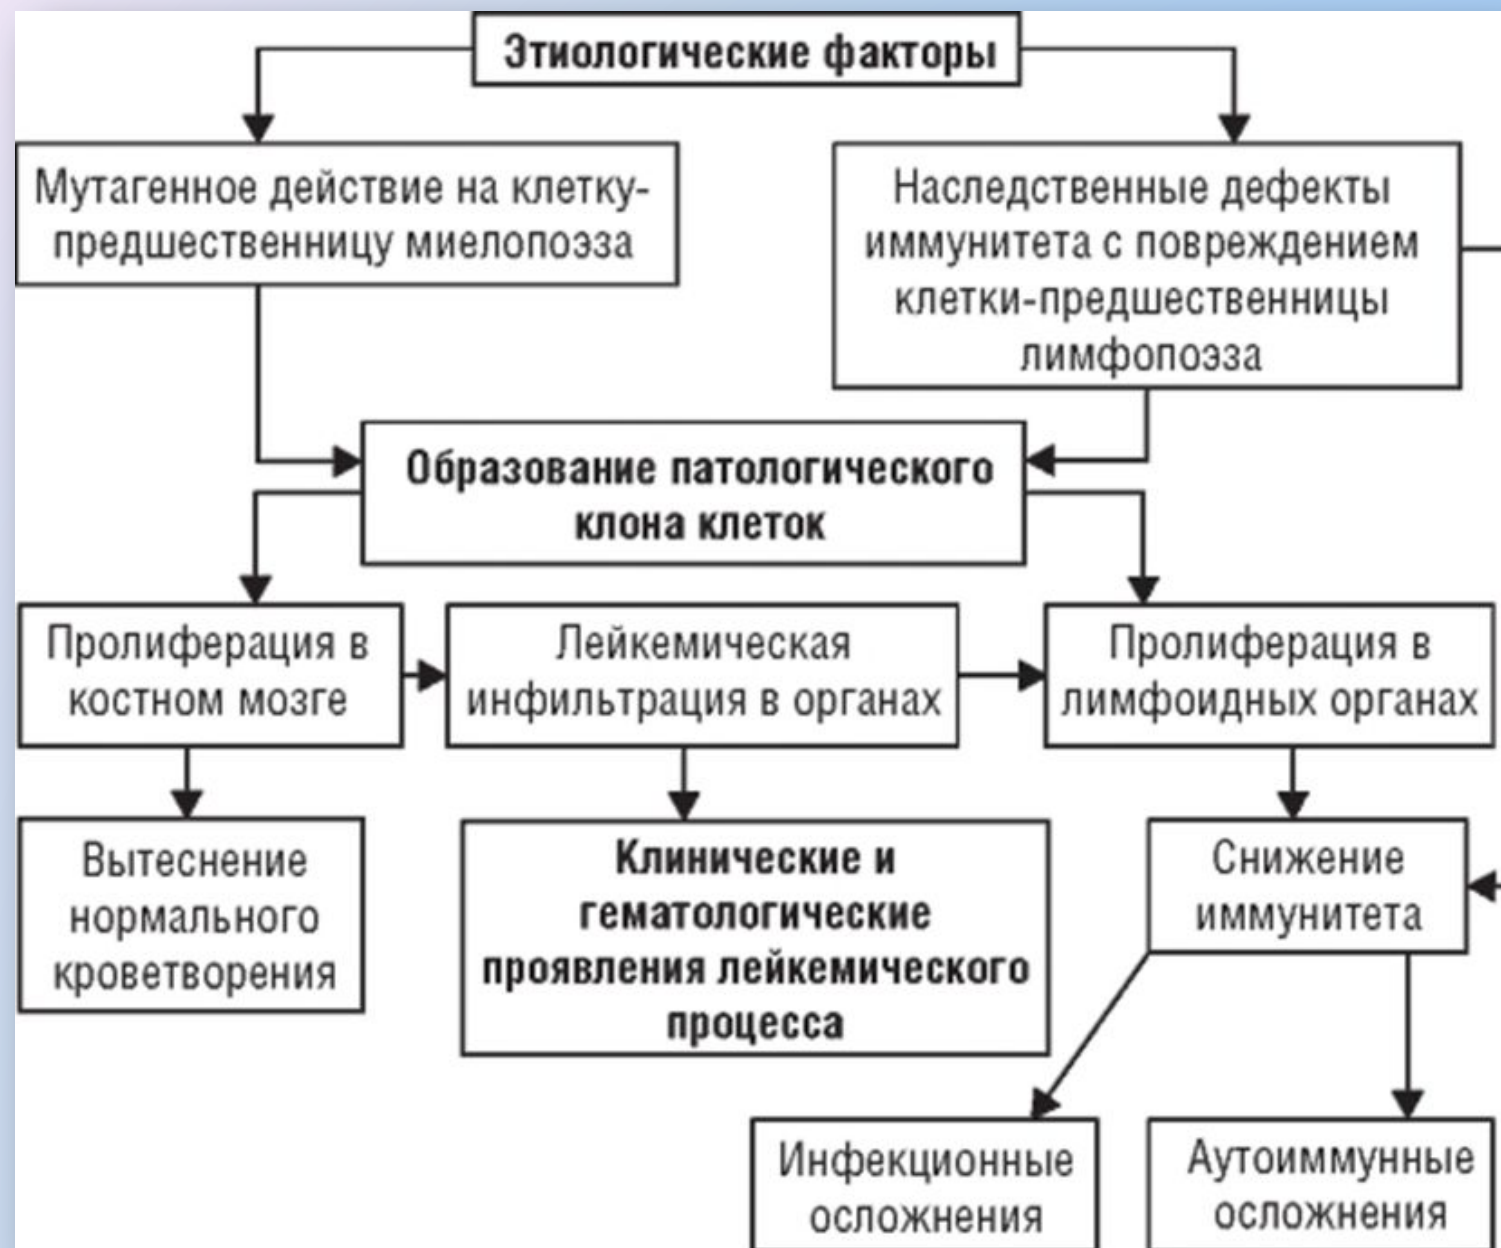 Этиологические факторы
Мутагенное действие на клетку-
предшественницу миелопоэза
Наследственные дефекты
иммунитета с повреждением
клетки-предшественницы
лимфопоэза
Образование патологического
клона клеток
Пролиферация в
костном мозге
Лейкемическая
инфильтрация в органах
Пролиферация в
лимфоидных органах
Вытеснение
нормального
кроветворения
Клинические и
гематологические
проявления лейкемического
процесса
Снижение
иммунитета
Инфекционные
осложнения
Аутоиммунные
осложнения